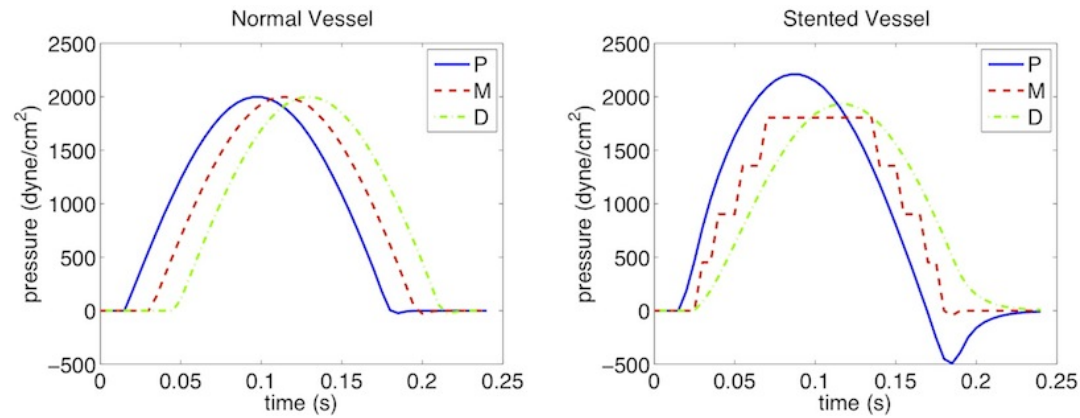 Normal Vessel
pressure (dyne/cm²)
2500
2000
1500
1000
500
0
−500
0 0.05 0.1 0.15 0.2 0.25
time (s)
P
M
D
Stented Vessel
pressure (dyne/cm²)
2500
2000
1500
1000
500
0
−500
0 0.05 0.1 0.15 0.2 0.25
time (s)
P
M
D